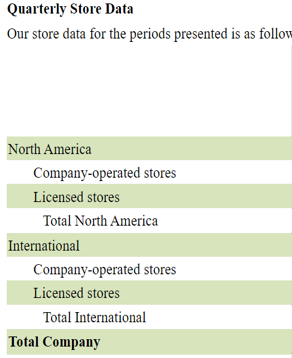 Quarterly Store Data
Our store data for the periods presented is as follow
North America
Company-operated stores
Licensed stores
Total North America
International
Company-operated stores
Licensed stores
Total International
Total Company